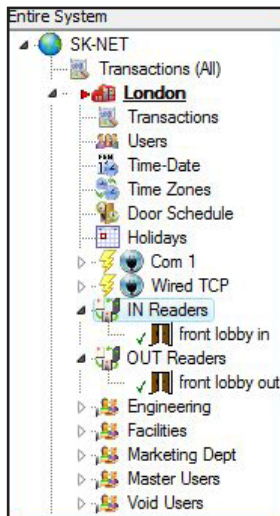 Entire System
SK-NET
Transactions (All)
London
Transactions
Users
Time-Date
Time Zones
Door Schedule
Holidays
Com 1
Wired TCP
IN Readers
front lobby in
OUT Readers
front lobby out
Engineering
Facilities
Marketing Dept
Master Users
Void Users